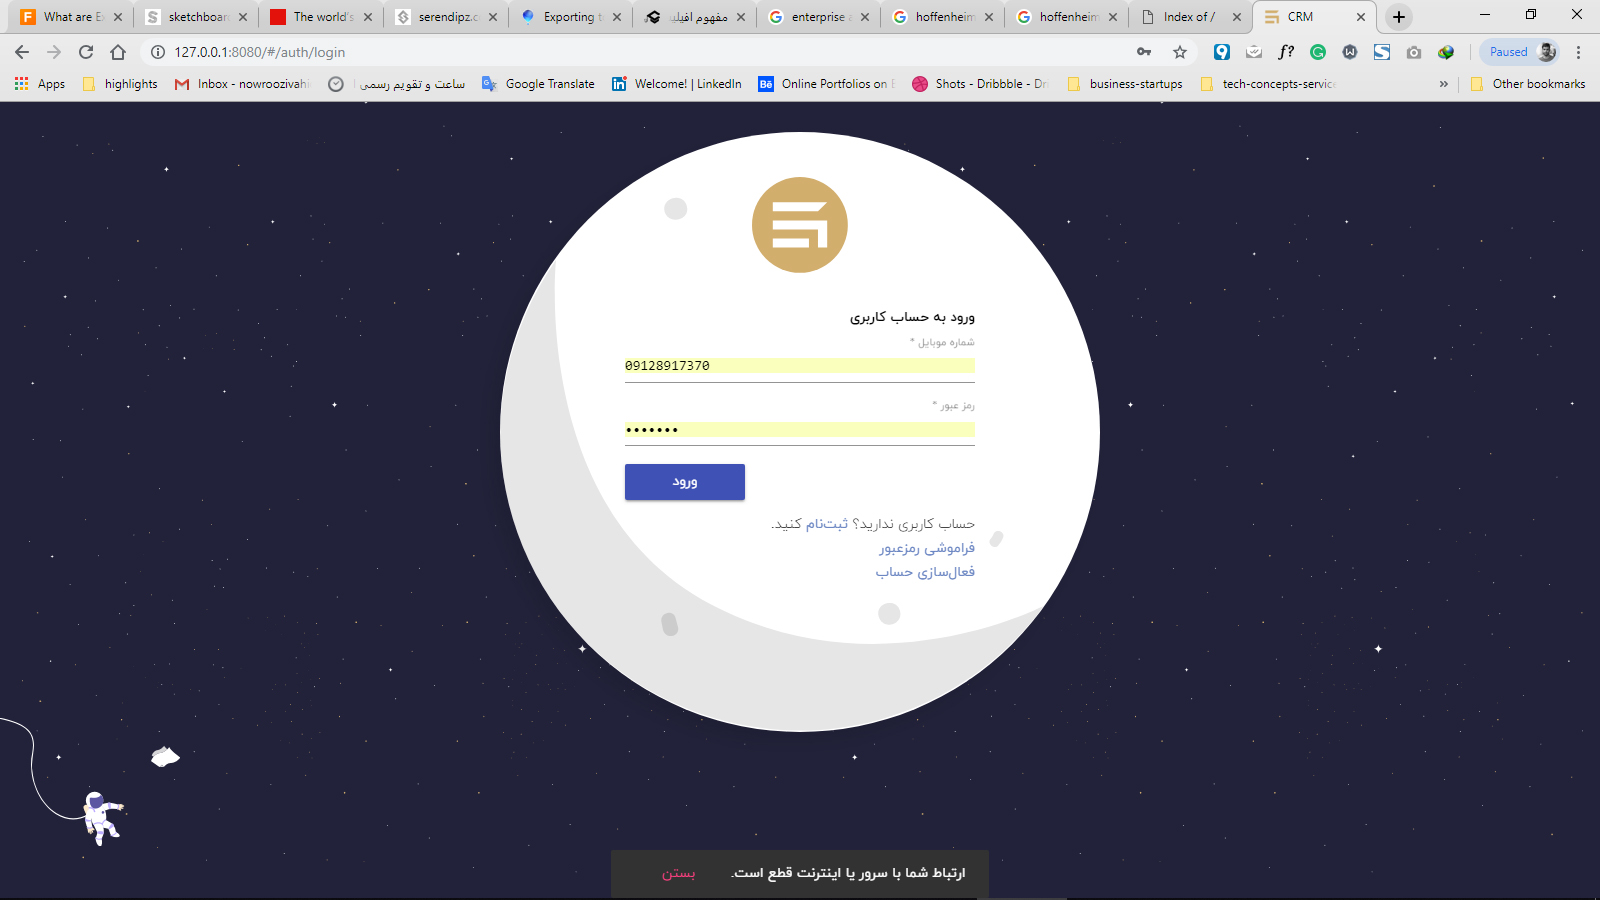 What are E
sketchboar
The world's
serendipz.c
Exporting t
مفهوم افیلی
enterprise a
hoffenheim
hoffenheim
Index of /
CRM
127.0.0.1:8080/#/auth/login
Paused
Apps
highlights
Inbox - nowroozivahi
ساعت و تقویم رسمی
Google Translate
Welcome! | LinkedIn
Online Portfolios on
Shots - Dribbble - Dr
business-startups
tech-concepts-service
Other bookmarks
ورود به حساب کاربری
شماره موبایل *
09128917370
رمز عبور *
•••••••
ورود
حساب کاربری ندارید؟ ثبت‌نام کنید.
فراموشی رمزعبور
فعال‌سازی حساب
ارتباط شما با سرور یا اینترنت قطع است.
بستن